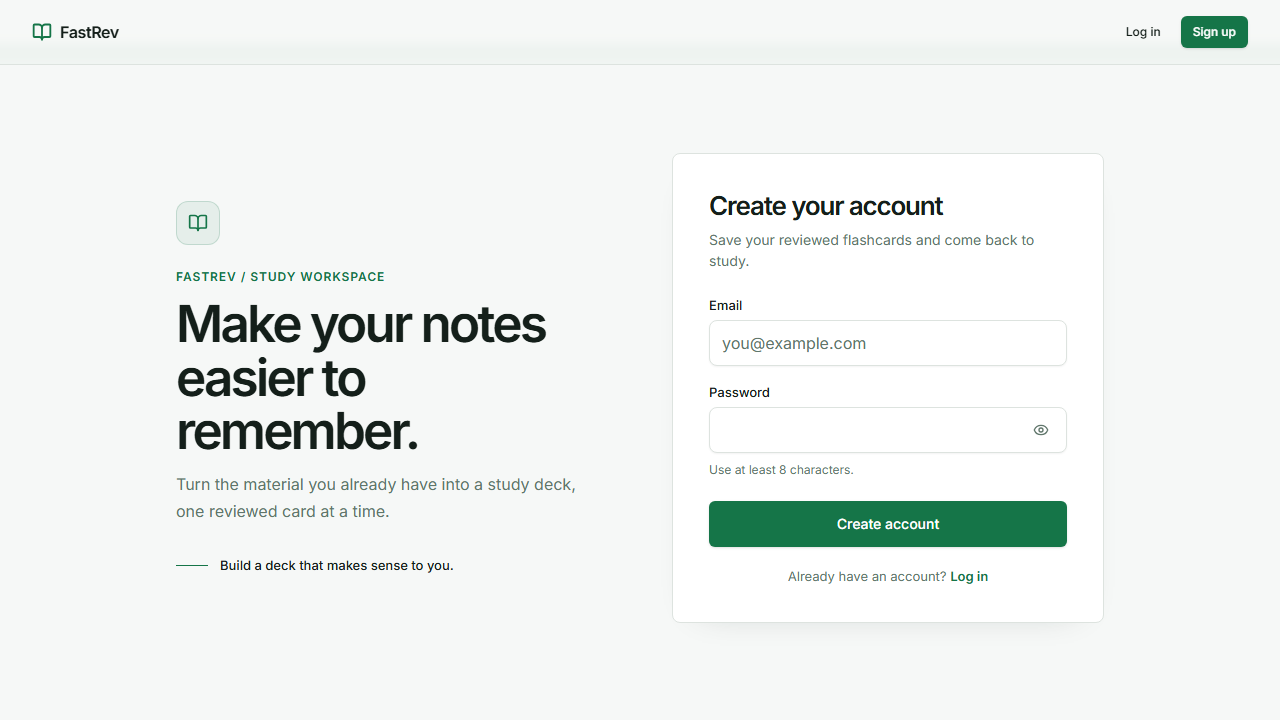 FastRev
Log in
Sign up
FASTREV / STUDY WORKSPACE
Make your notes
easier to
remember.
Turn the material you already have into a study deck,
one reviewed card at a time.
Build a deck that makes sense to you.
Create your account
Save your reviewed flashcards and come back to
study.
Email
you@example.com
Password
Use at least 8 characters.
Create account
Already have an account? Log in